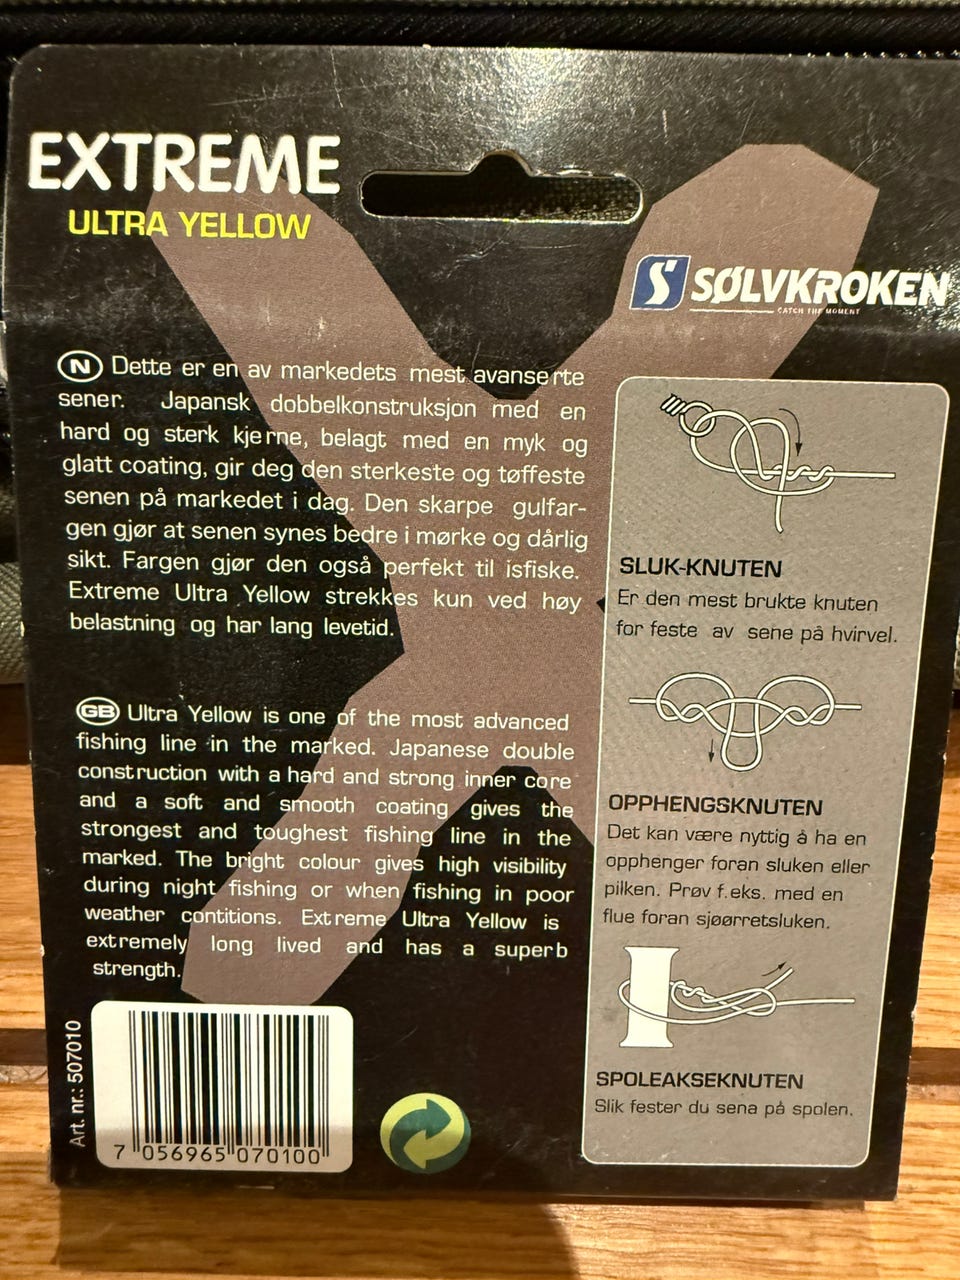 EXTREME
ULTRA YELLOW
SØLVKROKEN
CATCH THE MOMENT
N Dette er en av markedets mest avanserte
sener. Japansk dobbelkonstruksjon med en
hard og sterk kjerne, belagt med en myk og
glatt coating, gir deg den sterkeste og tøffeste
senen på markedet i dag. Den skarpe gulfar-
gen gjør at senen synes bedre i mørke og dårlig
sikt. Fargen gjør den også perfekt til isfiske.
Extreme Ultra Yellow strekkes kun ved høy
belastning og har lang levetid.
GB Ultra Yellow is one of the most advanced
fishing line in the marked. Japanese double
construction with a hard and strong inner core
and a soft and smooth coating gives the
strongest and toughest fishing line in the
marked. The bright colour gives high visibility
during night fishing or when fishing in poor
weather contitions. Extreme Ultra Yellow is
extremely long lived and has a superb
strength.
SLUK-KNUTEN
Er den mest brukte knuten
for feste av sene på hvirvel.
OPPHENGSKNUTEN
Det kan være nyttig å ha en
opphenger foran sluken eller
pilken. Prøv f.eks. med en
flue foran sjøørretsluken.
SPOLEAKSEKNUTEN
Slik fester du sena på spolen.
Art. nr.: 507010
7 056965 070100